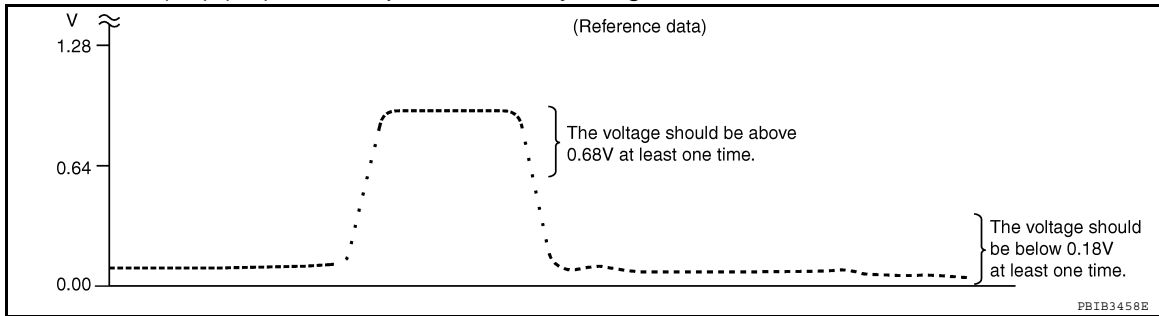 V
(Reference data)
1.28
The voltage should be above
0.68V at least one time.
0.64
The voltage should
be below 0.18V
at least one time.
0.00
PBIB3458E